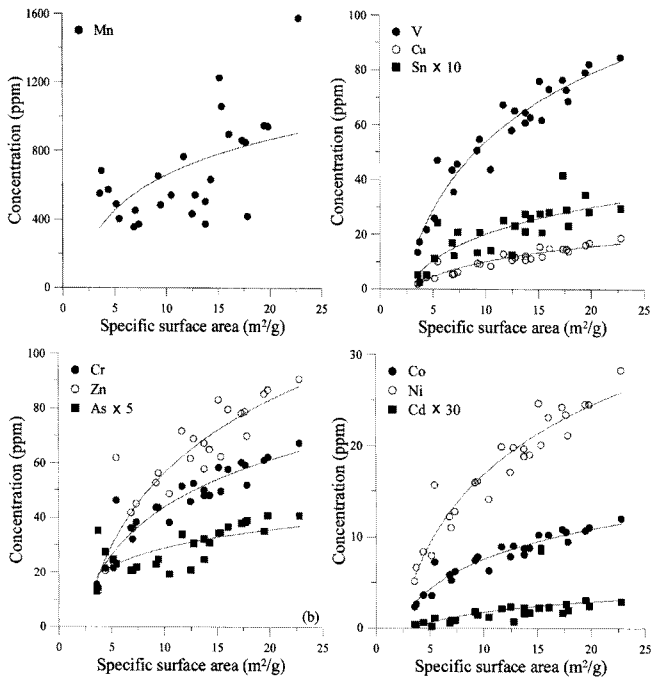 1600
1200
800
400
0
Concentration (ppm)
Mn
0 5 10 15 20 25
Specific surface area (m²/g)
100
80
60
40
20
0
Concentration (ppm)
V
Cu
Sn × 10
0 5 10 15 20 25
Specific surface area (m²/g)
100
80
60
40
20
0
Concentration (ppm)
Cr
Zn
As × 5
(b)
0 5 10 15 20 25
Specific surface area (m²/g)
30
20
10
0
Concentration (ppm)
Co
Ni
Cd × 30
0 5 10 15 20 25
Specific surface area (m²/g)